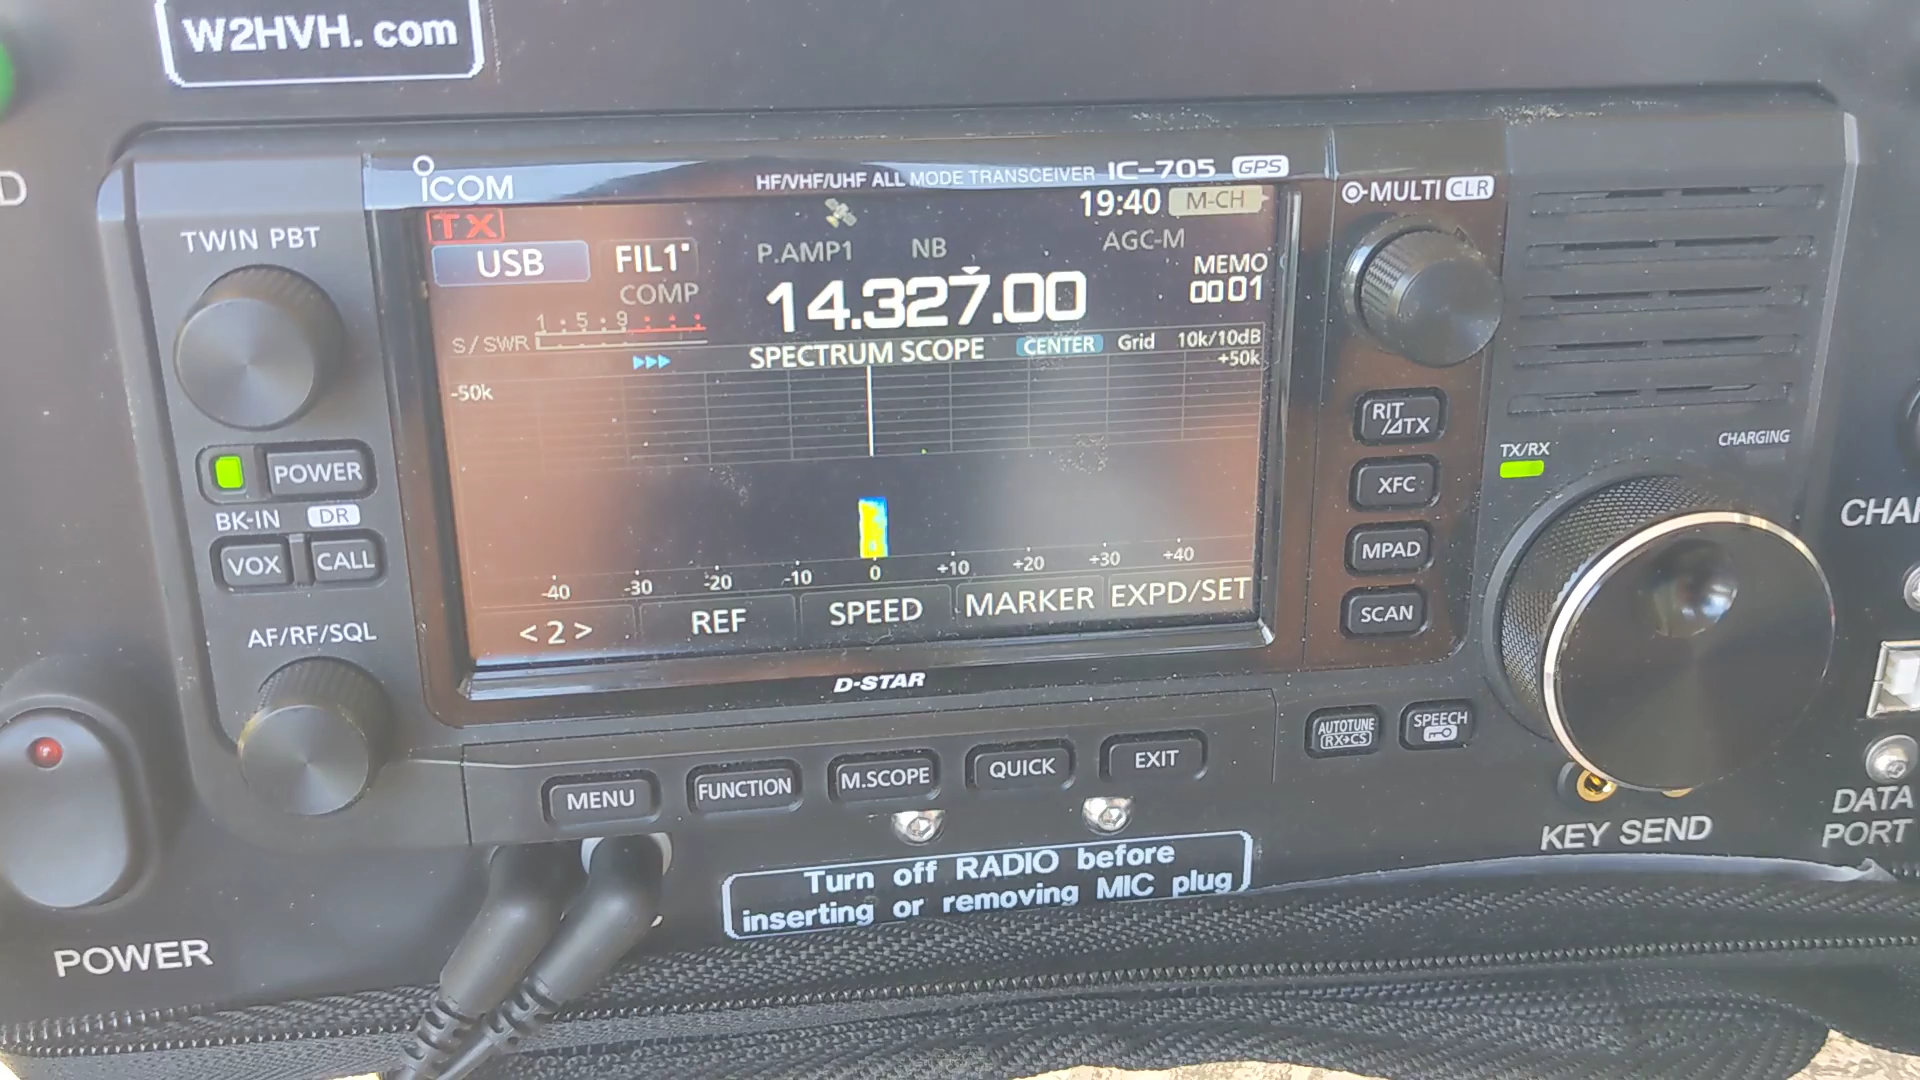 W2HVH.com
D
ICOM
HF/VHF/UHF ALL MODE TRANSCEIVER IC-705 GPS
TWIN PBT
TX
19:40 M-CH
USB FIL1 P.AMP1 NB AGC-M
COMP
14.327.00
MEMO
0001
1 5 9
S/SWR
SPECTRUM SCOPE CENTER Grid 10k/10dB
-50k +50k
-40 -30 -20 -10 0 +10 +20 +30 +40
<2> REF SPEED MARKER EXPD/SET
D-STAR
MULTI CLR
RIT/⊿TX
XFC
MPAD
SCAN
TX/RX
CHARGING
POWER
BK-IN DR
VOX CALL
AF/RF/SQL
MENU FUNCTION M.SCOPE QUICK EXIT
AUTOTUNE
RX→CS
SPEECH
KEY SEND
DATA
PORT
Turn off RADIO before
inserting or removing MIC plug
POWER